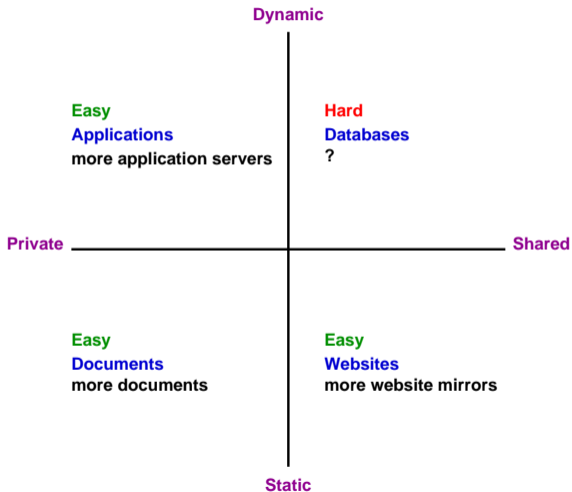 Dynamic
Easy
Applications
more application servers
Hard
Databases
?
Private
Shared
Easy
Documents
more documents
Easy
Websites
more website mirrors
Static